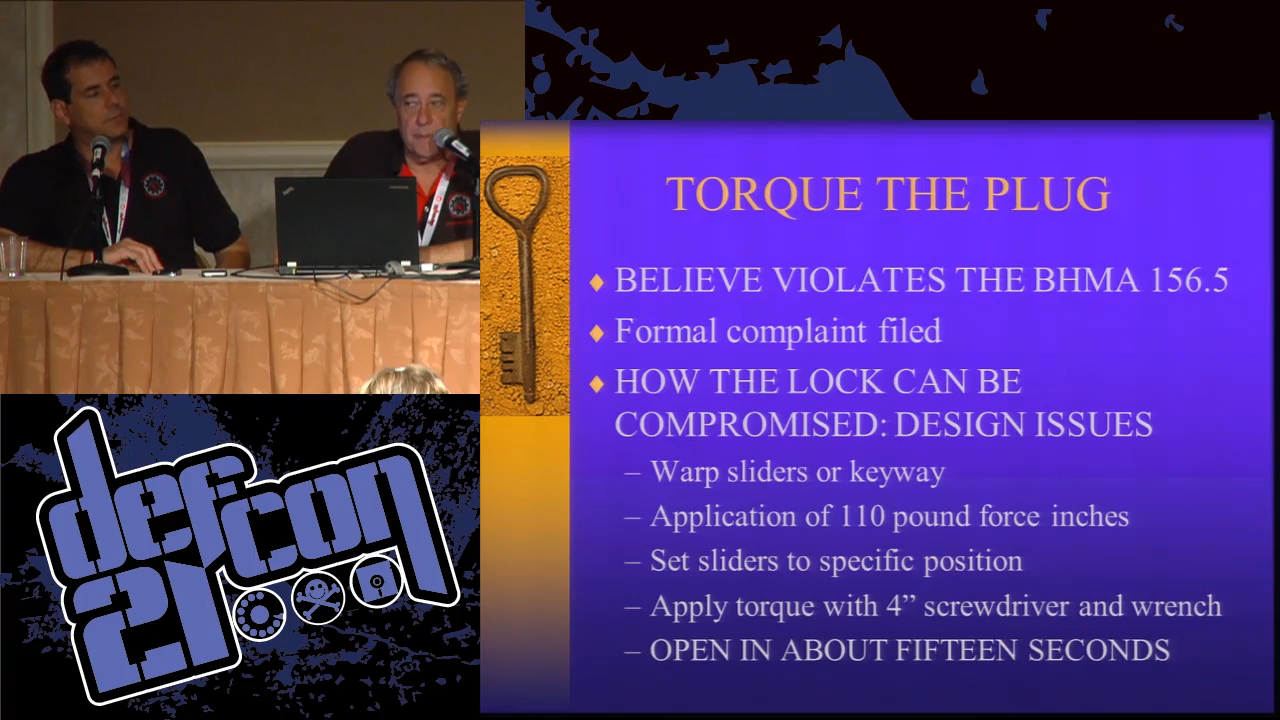 TORQUE THE PLUG
BELIEVE VIOLATES THE BHMA 156.5
Formal complaint filed
HOW THE LOCK CAN BE
COMPROMISED: DESIGN ISSUES
– Warp sliders or keyway
– Application of 110 pound force inches
– Set sliders to specific position
– Apply torque with 4” screwdriver and wrench
– OPEN IN ABOUT FIFTEEN SECONDS
defcon
21